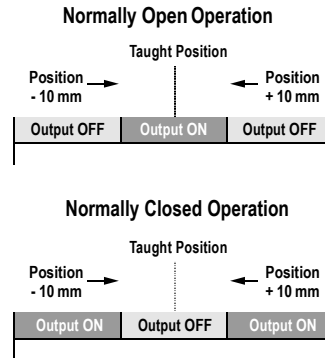 Normally Open Operation
Taught Position
Position - 10 mm
Position + 10 mm
Output OFF Output ON Output OFF
Normally Closed Operation
Taught Position
Position - 10 mm
Position + 10 mm
Output ON Output OFF Output ON